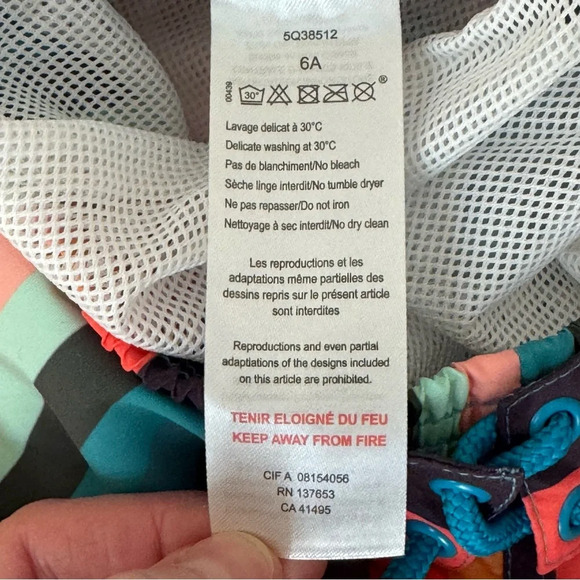 5Q38512
6A
00439
30°
®
Lavage delicat à 30°C
Delicate washing at 30°C
Pas de blanchiment/No bleach
Sèche linge interdit/No tumble dryer
Ne pas repasser/Do not iron
Nettoyage à sec interdit/No dry clean
Les reproductions et les
adaptations même partielles des
dessins repris sur le présent article
sont interdites
Reproductions and even partial
adaptiations of the designs included
on this article are prohibited.
TENIR ELOIGNÉ DU FEU
KEEP AWAY FROM FIRE
CIF A 08154056
RN 137653
CA 41495